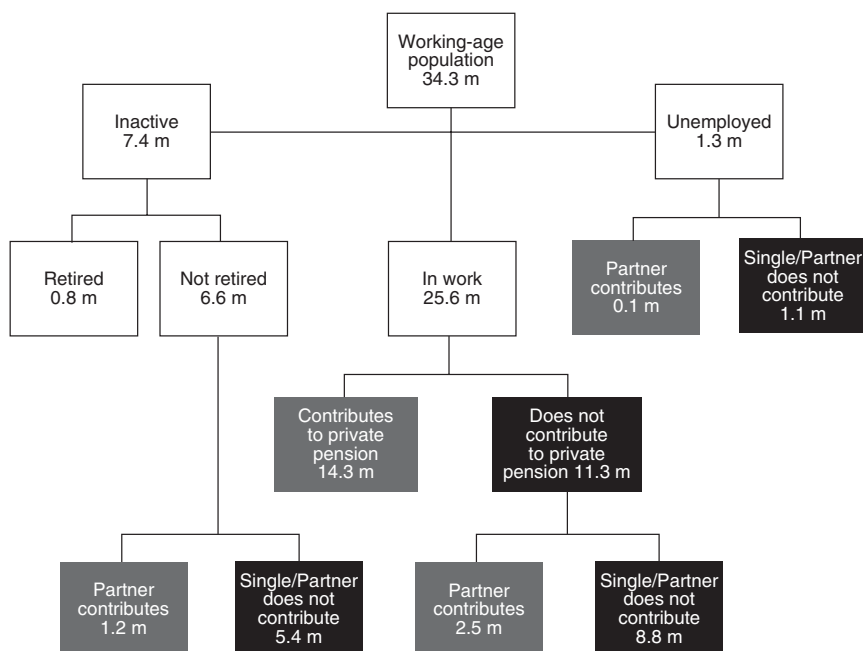 Working-age
population
34.3 m
Inactive
7.4 m
Unemployed
1.3 m
Retired
0.8 m
Not retired
6.6 m
In work
25.6 m
Partner
contributes
0.1 m
Single/Partner
does not
contribute
1.1 m
Contributes
to private
pension
14.3 m
Does not
contribute
to private
pension 11.3 m
Partner
contributes
1.2 m
Single/Partner
does not
contribute
5.4 m
Partner
contributes
2.5 m
Single/Partner
does not
contribute
8.8 m